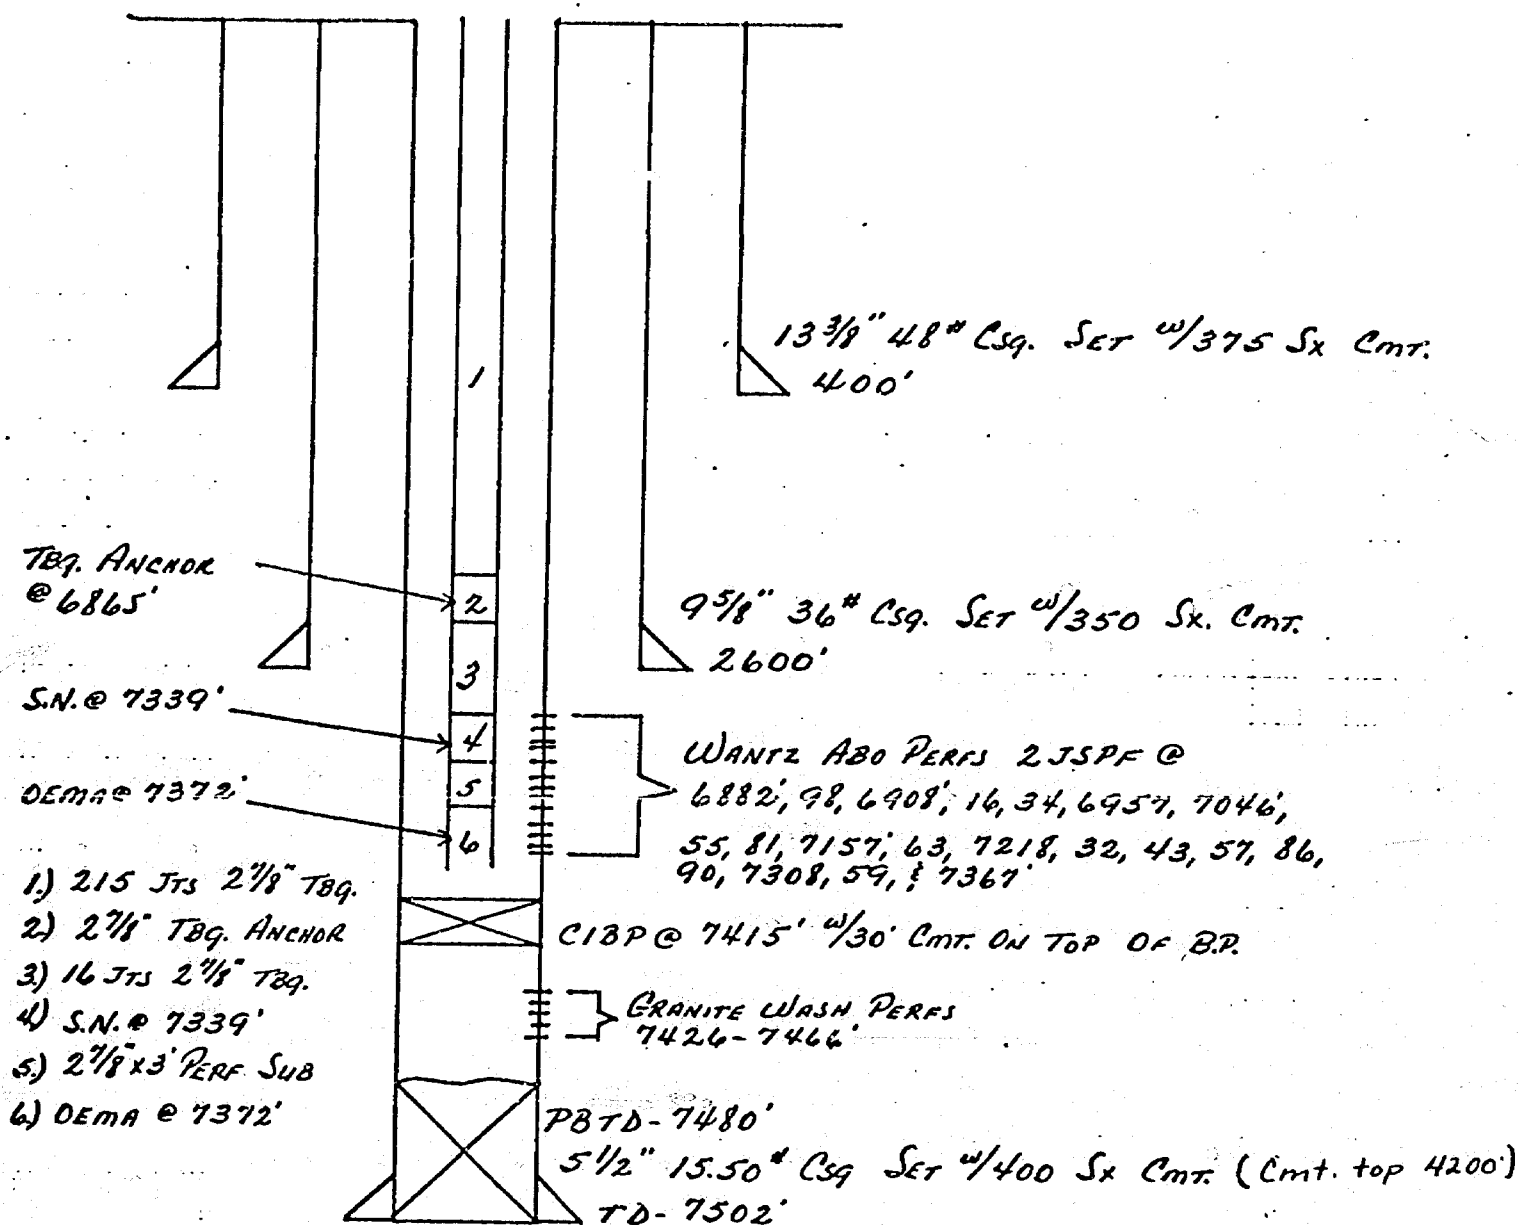 13 3/8" 48# Csg. Set w/375 Sx Cmt.
400'
1
Tbg. Anchor
@ 6865'
2
9 5/8" 36# Csg. Set w/350 Sx. Cmt.
2600'
3
S.N. @ 7339'
4
Wantz Abo Perfs 2 JSPF @
6882', 98, 6908', 16, 34, 6957, 7046',
55, 81, 7157', 63, 7218, 32, 43, 57, 86,
90, 7308, 59, & 7367'
5
OEMA @ 7372'
6
1.) 215 Jts 2 7/8" Tbg.
2) 2 7/8" Tbg. Anchor
3) 16 Jts 2 7/8" Tbg.
4) S.N. @ 7339'
5.) 2 7/8" x 3' Perf Sub
6.) OEMA @ 7372'
CIBP @ 7415' w/30' Cmt. On Top Of B.P.
Granite Wash Perfs
7426-7466'
PBTD- 7480'
5 1/2" 15.50# Csg Set w/400 Sx Cmt. (Cmt. top 4200')
TD- 7502'